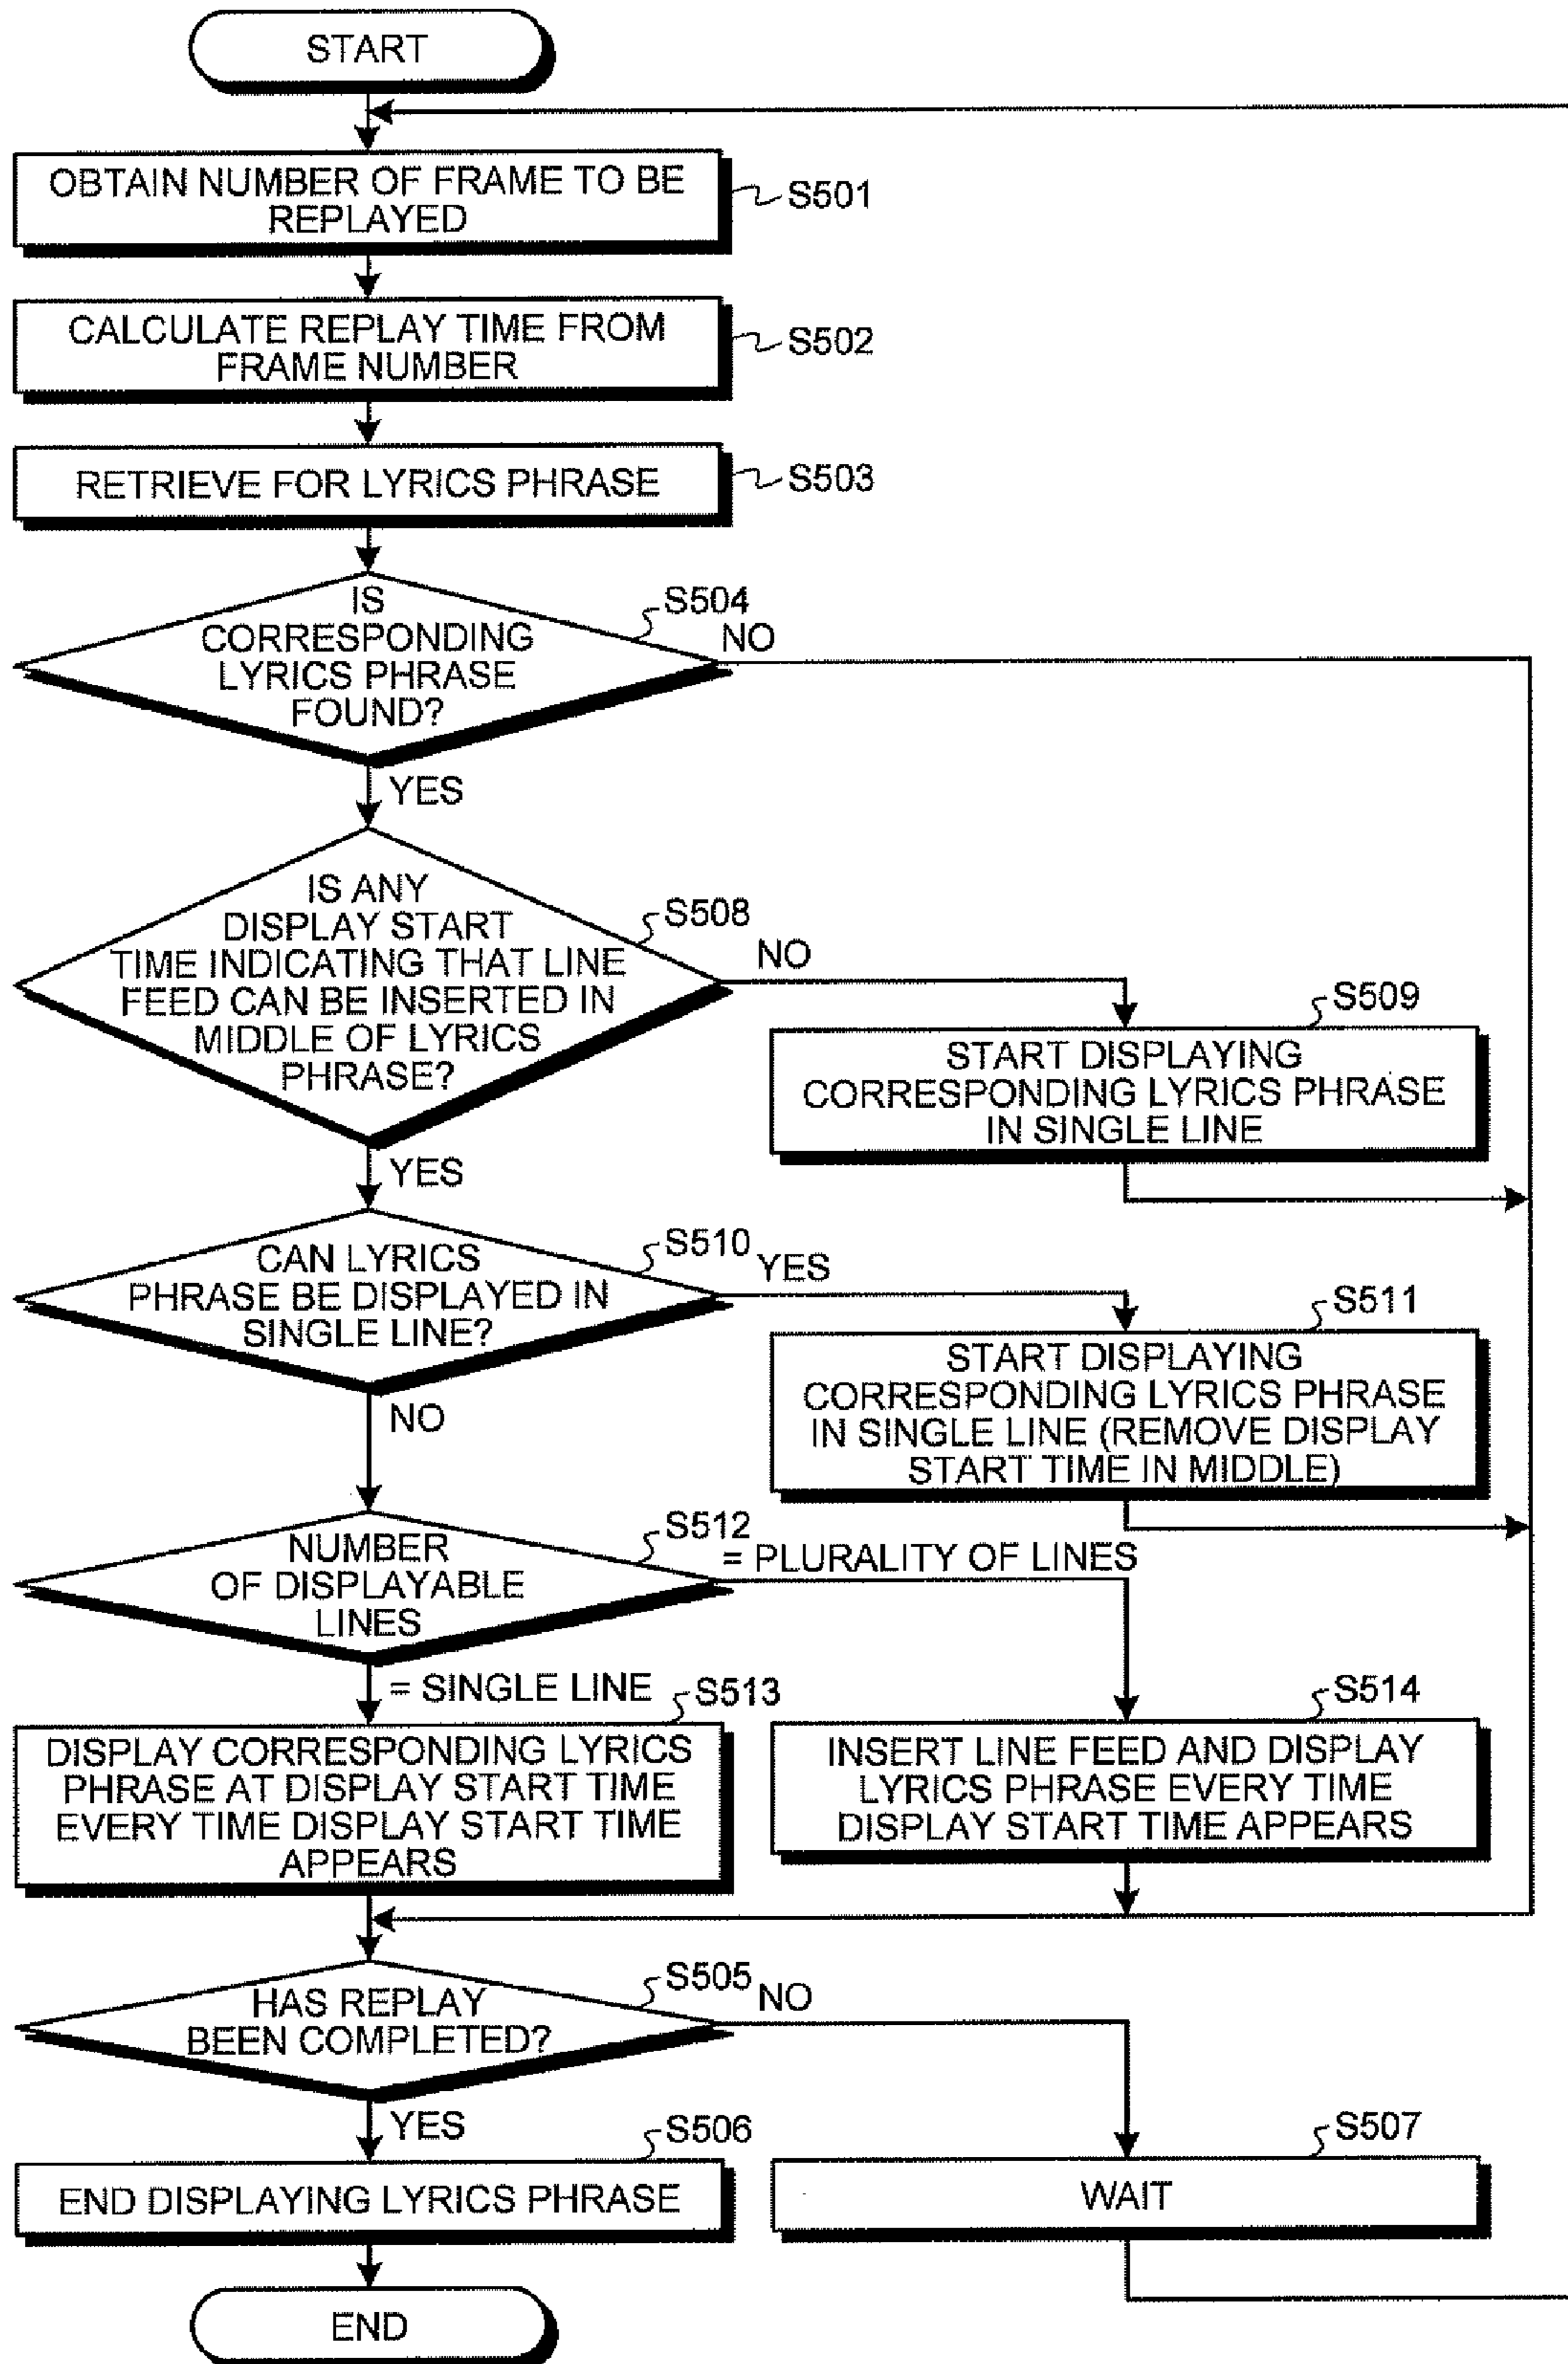 START
OBTAIN NUMBER OF FRAME TO BE
REPLAYED
S501
CALCULATE REPLAY TIME FROM
FRAME NUMBER
S502
RETRIEVE FOR LYRICS PHRASE
S503
IS
CORRESPONDING
LYRICS PHRASE
FOUND?
S504
NO
YES
IS ANY
DISPLAY START
TIME INDICATING THAT LINE
FEED CAN BE INSERTED IN
MIDDLE OF LYRICS
PHRASE?
S508
NO
S509
START DISPLAYING
CORRESPONDING LYRICS PHRASE
IN SINGLE LINE
YES
CAN LYRICS
PHRASE BE DISPLAYED IN
SINGLE LINE?
S510
YES
S511
START DISPLAYING
CORRESPONDING LYRICS PHRASE
IN SINGLE LINE (REMOVE DISPLAY
START TIME IN MIDDLE)
NO
NUMBER
OF DISPLAYABLE
LINES
S512
= PLURALITY OF LINES
= SINGLE LINE
S513
DISPLAY CORRESPONDING LYRICS
PHRASE AT DISPLAY START TIME
EVERY TIME DISPLAY START TIME
APPEARS
S514
INSERT LINE FEED AND DISPLAY
LYRICS PHRASE EVERY TIME
DISPLAY START TIME APPEARS
HAS REPLAY
BEEN COMPLETED?
S505
NO
YES
S506
END DISPLAYING LYRICS PHRASE
S507
WAIT
END